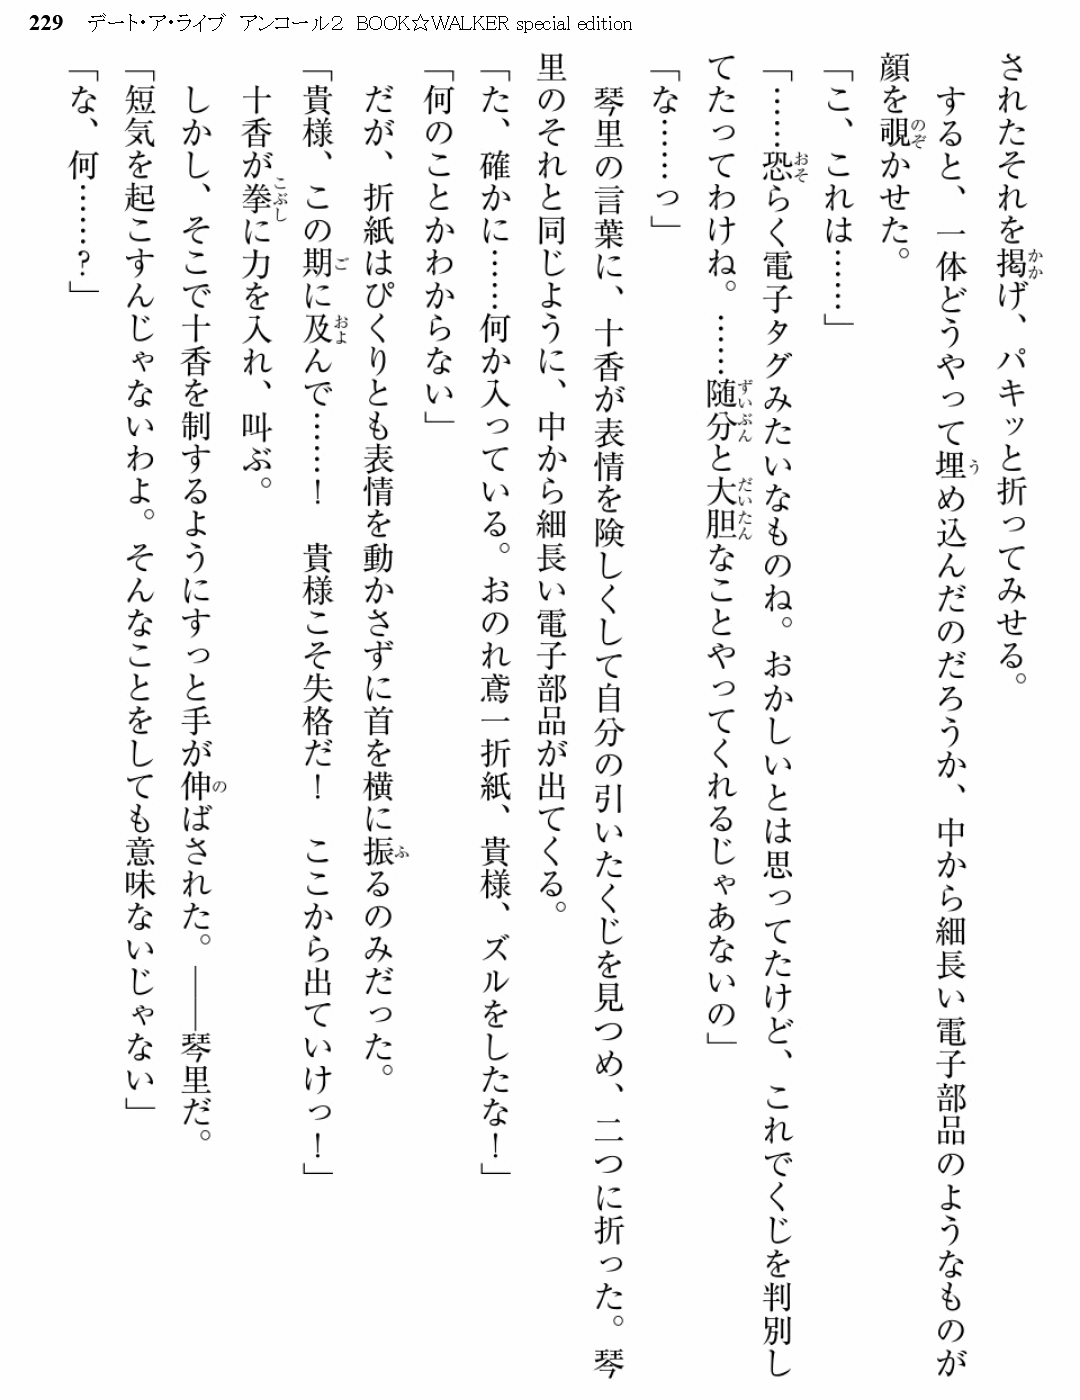 229 デート・ア・ライブ アンコール2 BOOK☆WALKER special edition
されたそれを掲げ、パキッと折ってみせる。
すると、一体どうやって埋め込んだのだろうか、中から細長い電子部品のようなものが
顔を覗かせた。
「こ、これは……」
「……恐らく電子タグみたいなものね。おかしいとは思ってたけど、これでくじを判別し
てたってわけね。……随分と大胆なことやってくれるじゃあないの」
「な……っ」
琴里の言葉に、十香が表情を険しくして自分の引いたくじを見つめ、二つに折った。琴
里のそれと同じように、中から細長い電子部品が出てくる。
「た、確かに……何か入っている。おのれ鳶一折紙、貴様、ズルをしたな！」
「何のことかわからない」
だが、折紙はぴくりとも表情を動かさずに首を横に振るのみだった。
「貴様、この期に及んで……！　貴様こそ失格だ！　ここから出ていけっ！」
十香が拳に力を入れ、叫ぶ。
しかし、そこで十香を制するようにすっと手が伸ばされた。――琴里だ。
「短気を起こすんじゃないわよ。そんなことをしても意味ないじゃない」
「な、何……？」